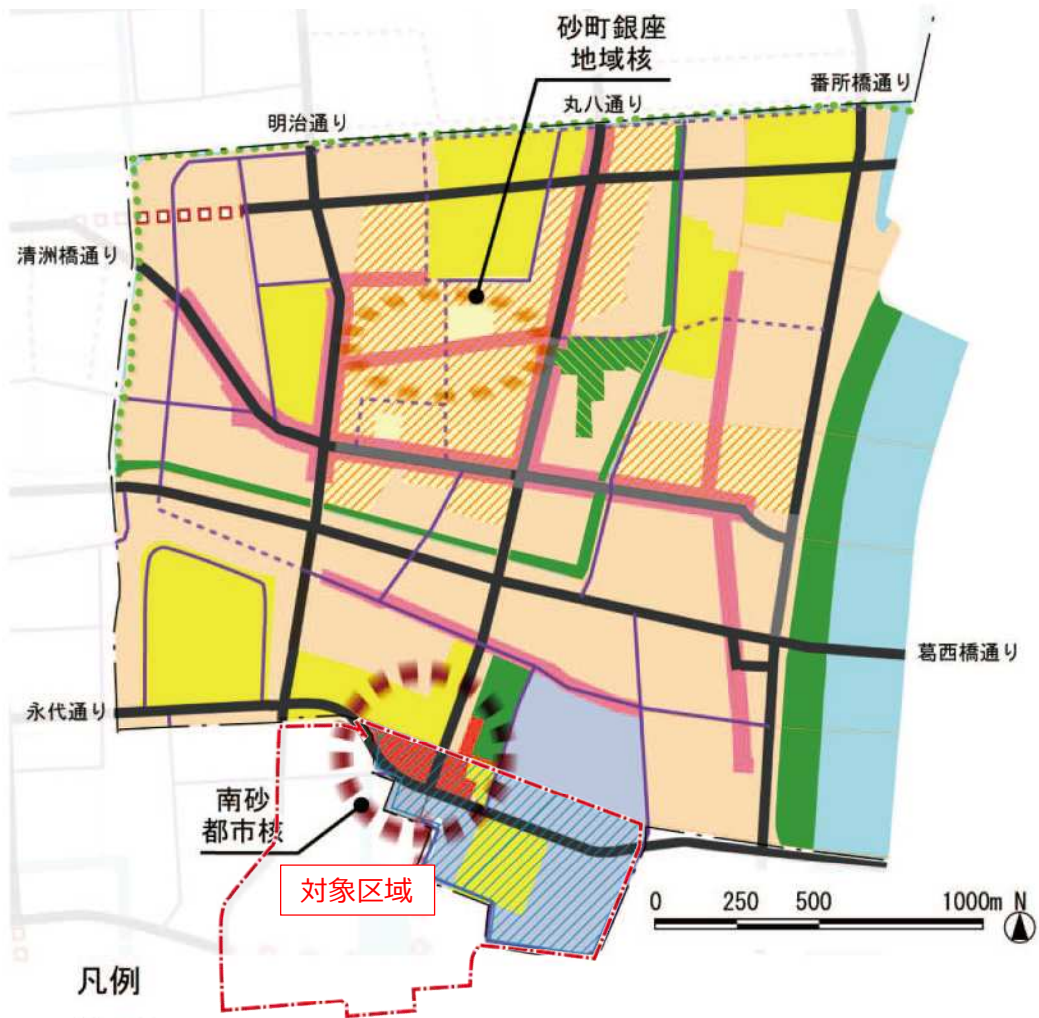 砂町銀座
地域核
番所橋通り
丸八通り
明治通り
清洲橋通り
葛西橋通り
永代通り
南砂
都市核
対象区域
0 250 500 1000m N
凡例